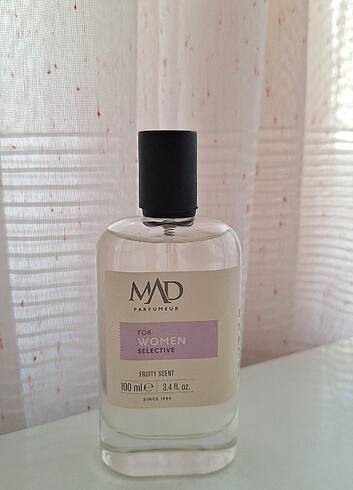 MAD
PARFUMEUR
FOR
WOMEN
SELECTIVE
FRUITY SCENT
100 ml ℮ 3.4 fl. oz.
SINCE 1998